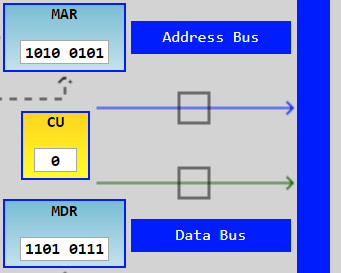 MAR
1010 0101
Address Bus
CU
0
MDR
1101 0111
Data Bus